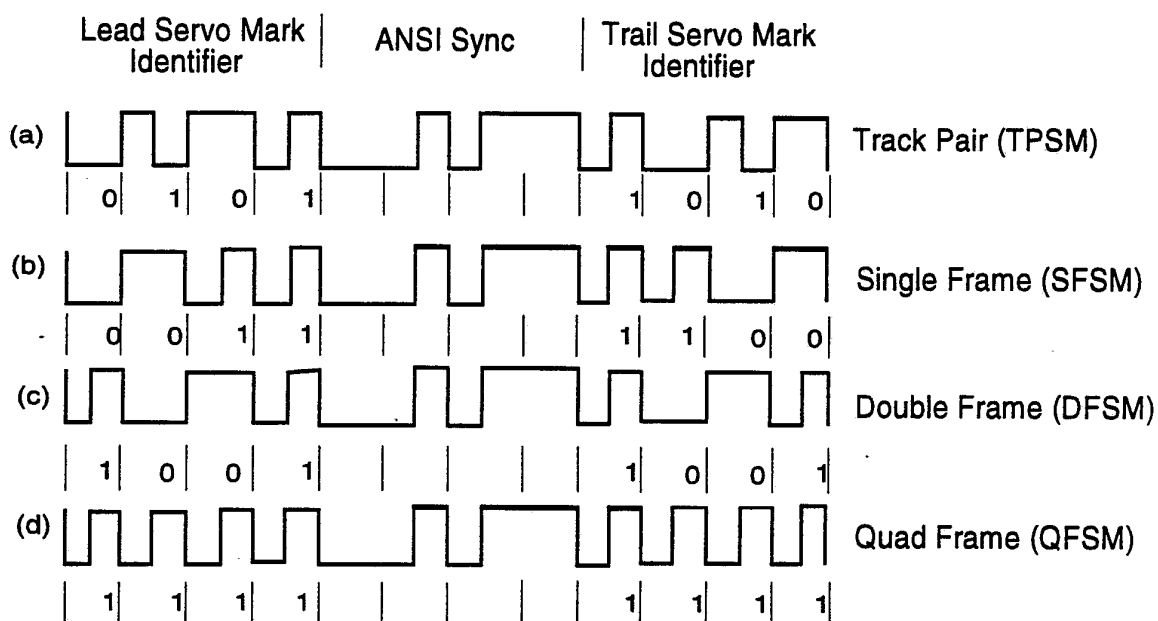 Lead Servo Mark Identifier
ANSI Sync
Trail Servo Mark Identifier
(a)
Track Pair (TPSM)
0 1 0 1 1 0 1 0
(b)
Single Frame (SFSM)
0 0 1 1 1 1 0 0
(c)
Double Frame (DFSM)
1 0 0 1 1 0 0 1
(d)
Quad Frame (QFSM)
1 1 1 1 1 1 1 1